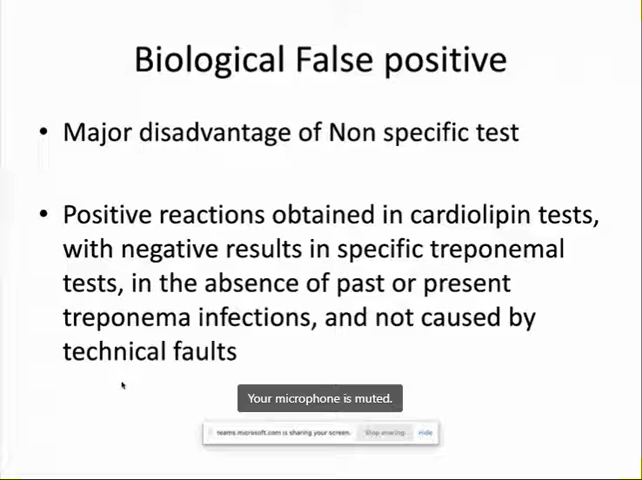 Biological False positive
• Major disadvantage of Non specific test
• Positive reactions obtained in cardiolipin tests,
with negative results in specific treponemal
tests, in the absence of past or present
treponema infections, and not caused by
technical faults
Your microphone is muted.
teams.microsoft.com is sharing your screen. Stop sharing Hide